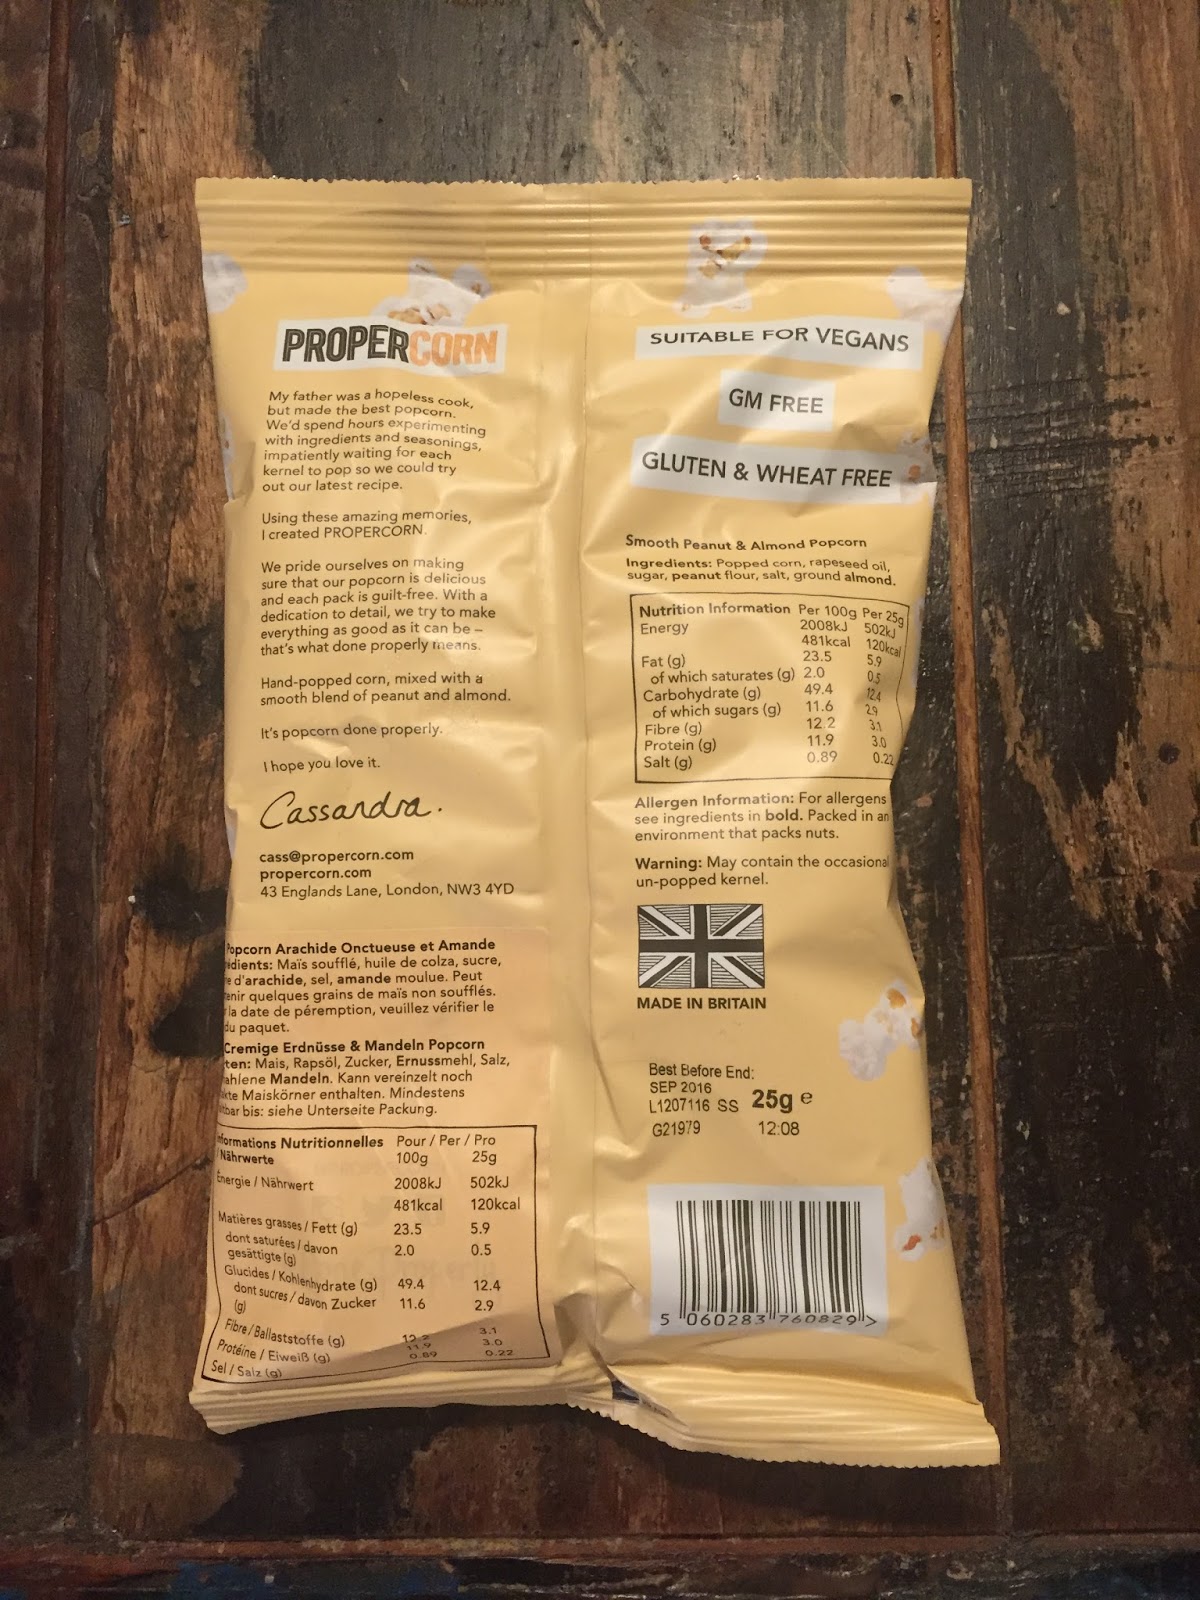 PROPERCORN
My father was a hopeless cook,
but made the best popcorn.
We'd spend hours experimenting
with ingredients and seasonings,
impatiently waiting for each
kernel to pop so we could try
out our latest recipe.
Using these amazing memories,
I created PROPERCORN.
We pride ourselves on making
sure that our popcorn is delicious
and each pack is guilt-free. With a
dedication to detail, we try to make
everything as good as it can be –
that's what done properly means.
Hand-popped corn, mixed with a
smooth blend of peanut and almond.
It's popcorn done properly.
I hope you love it.
Cassandra.
cass@propercorn.com
propercorn.com
43 Englands Lane, London, NW3 4YD
Popcorn Arachide Onctueuse et Amande
Maïs soufflé, huile de colza, sucre,
d'arachide, sel, amande moulue. Peut
quelques grains de maïs non soufflés.
la date de péremption, veuillez vérifier le
du paquet.
Cremige Erdnüsse & Mandeln Popcorn
Mais, Rapsöl, Zucker, Ernussmehl, Salz,
Mandeln. Kann vereinzelt noch
Maiskörner enthalten. Mindestens
bis: siehe Unterseite Packung.
Informations Nutritionnelles Pour / Per / Pro
/ Nährwerte 100g 25g
Énergie / Nährwert 2008kJ 502kJ
481kcal 120kcal
Matières grasses / Fett (g) 23.5 5.9
dont saturées / davon
gesättigte (g) 2.0 0.5
Glucides / Kohlenhydrate (g) 49.4 12.4
dont sucres / davon Zucker 11.6 2.9
(g)
Fibre / Ballaststoffe (g) 12.2 3.1
Protéine / Eiweiß (g) 11.9 3.0
Sel / Salz (g) 0.89 0.22
SUITABLE FOR VEGANS
GM FREE
GLUTEN & WHEAT FREE
Smooth Peanut & Almond Popcorn
Ingredients: Popped corn, rapeseed oil,
sugar, peanut flour, salt, ground almond.
Nutrition Information Per 100g Per 25g
Energy 2008kJ 502kJ
481kcal 120kcal
Fat (g) 23.5 5.9
of which saturates (g) 2.0 0.5
Carbohydrate (g) 49.4 12.4
of which sugars (g) 11.6 2.9
Fibre (g) 12.2 3.1
Protein (g) 11.9 3.0
Salt (g) 0.89 0.22
Allergen Information: For allergens
see ingredients in bold. Packed in an
environment that packs nuts.
Warning: May contain the occasional
un-popped kernel.
MADE IN BRITAIN
Best Before End:
SEP 2016
L1207116 SS 25g e
G21979 12:08
5 060283 760829 >